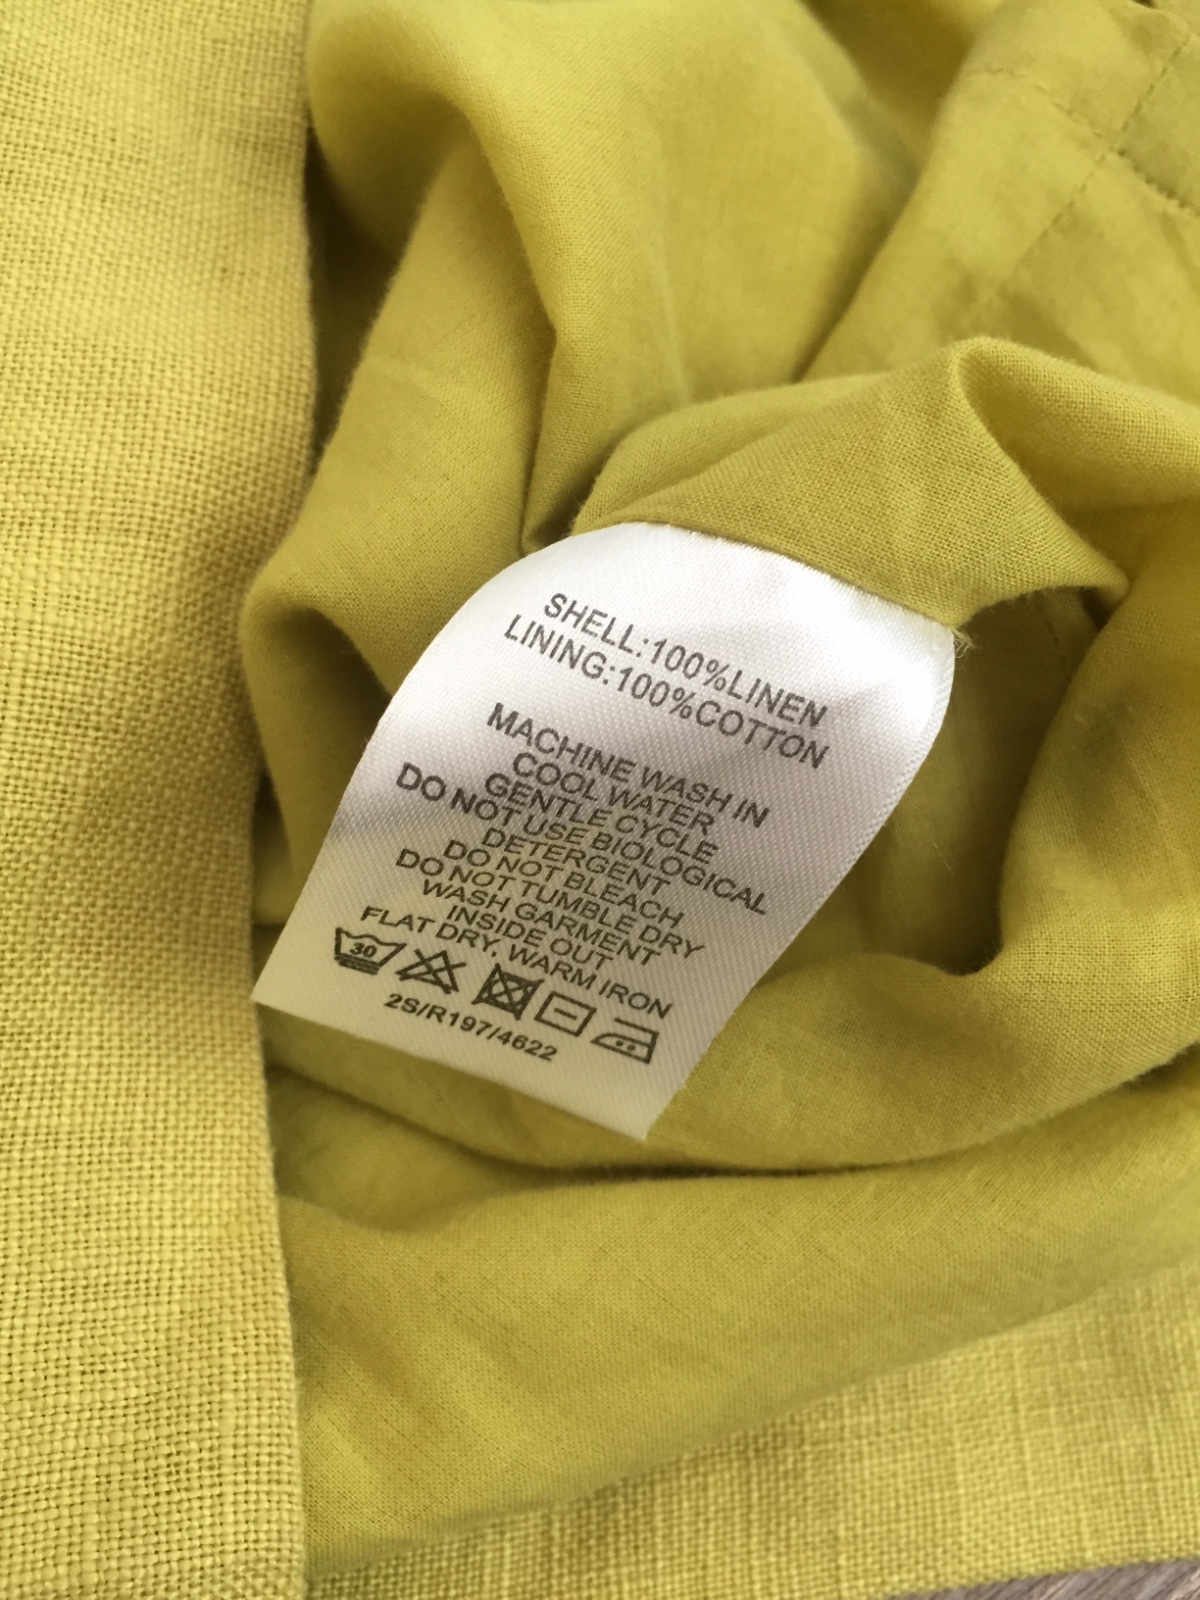 SHELL:100%LINEN
LINING:100%COTTON
MACHINE WASH IN
COOL WATER
GENTLE CYCLE
DO NOT USE BIOLOGICAL
DETERGENT
DO NOT BLEACH
DO NOT TUMBLE DRY
WASH GARMENT
INSIDE OUT
FLAT DRY, WARM IRON
30
2S/R197/4622